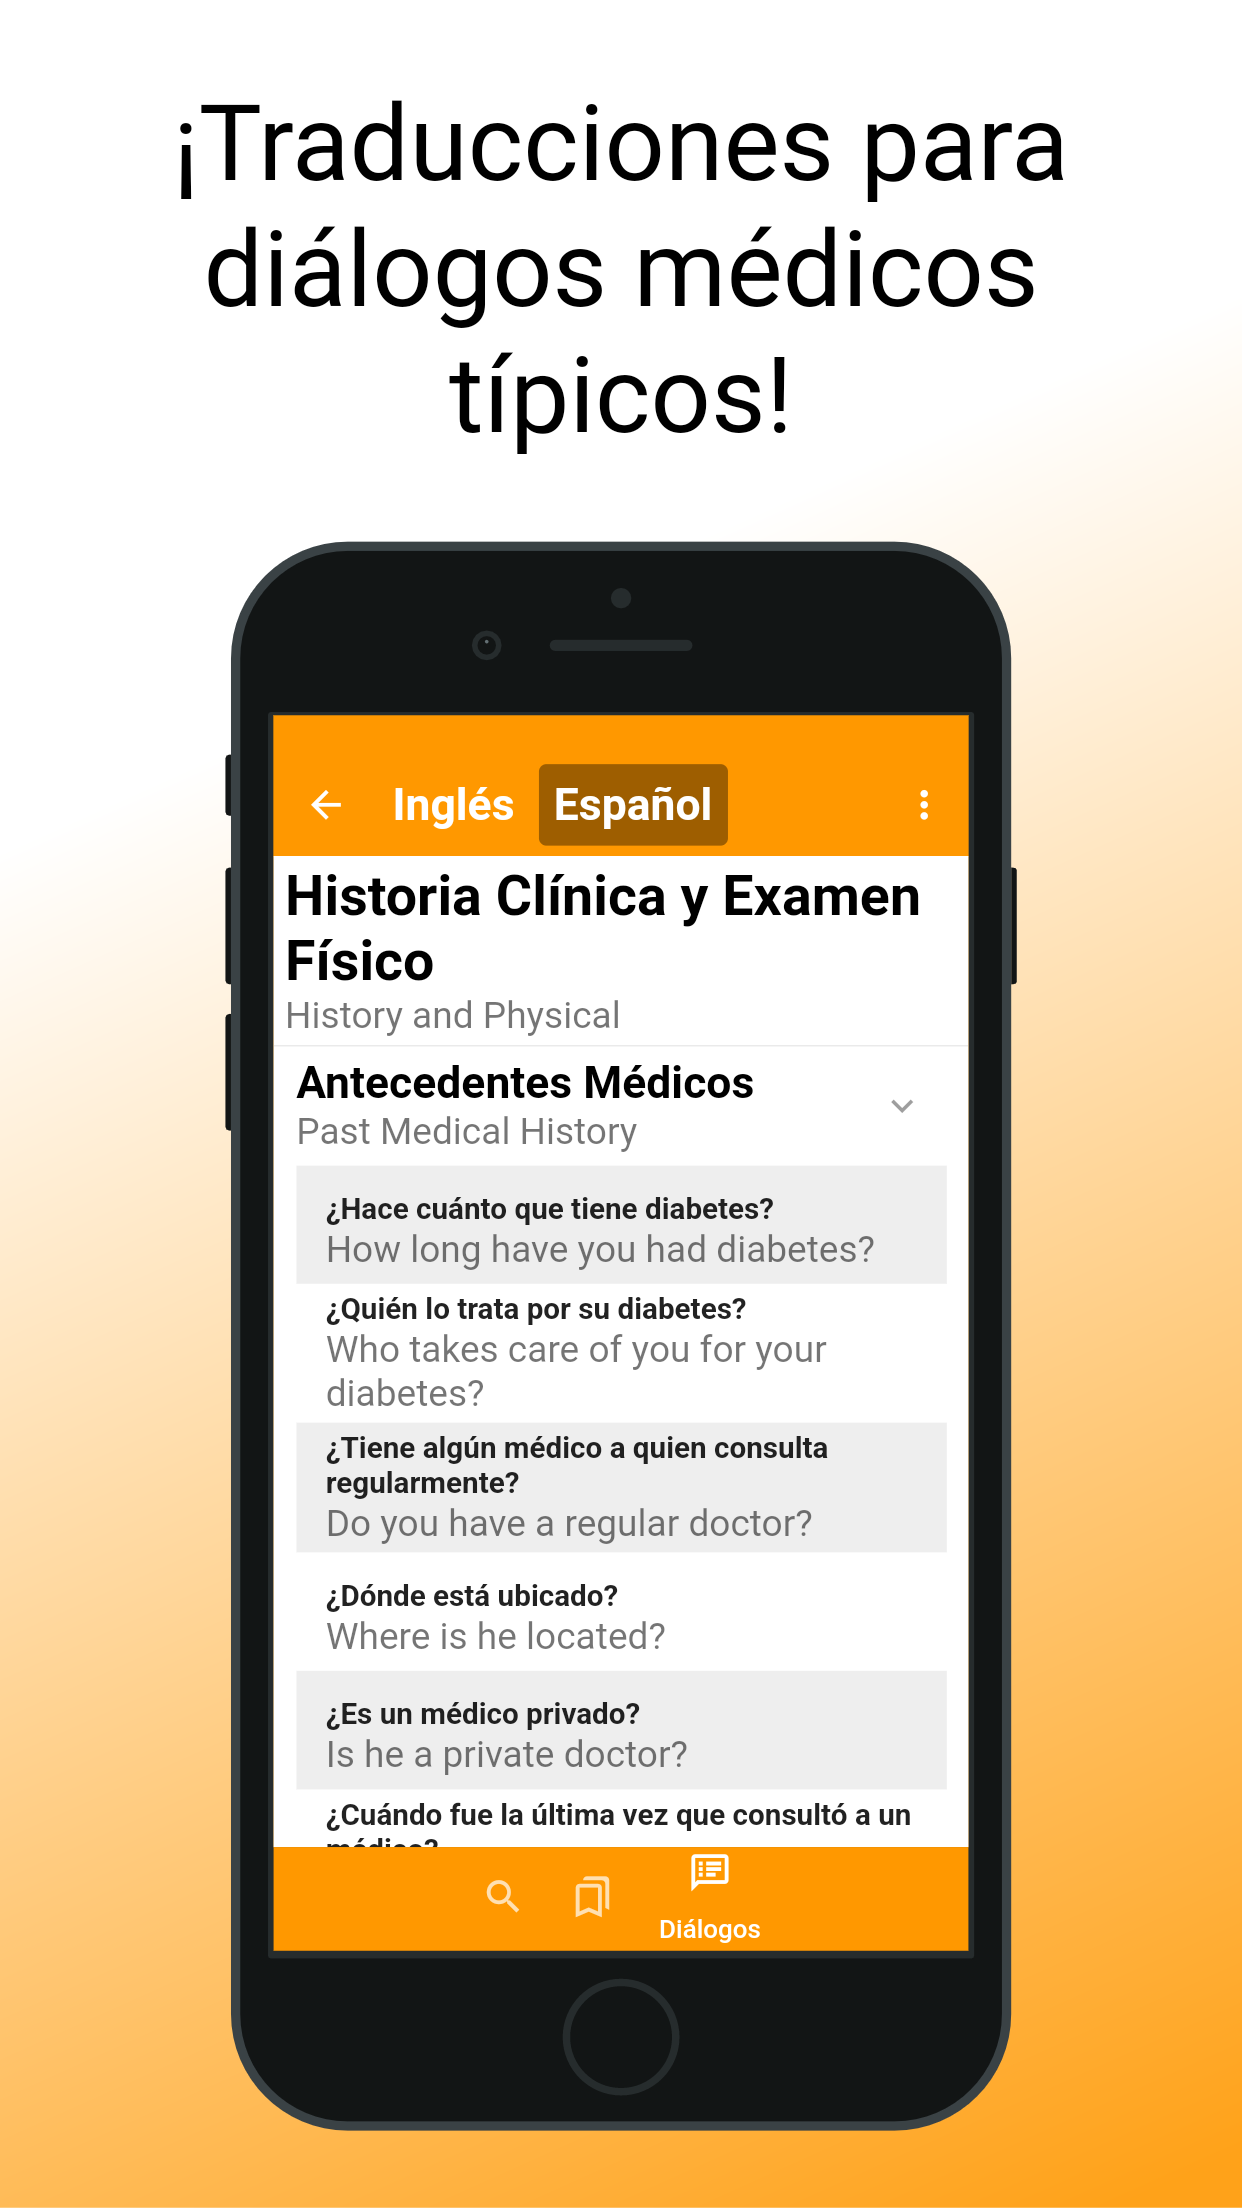 ¡Traducciones para
diálogos médicos
típicos!
Inglés Español
Historia Clínica y Examen
Físico
History and Physical
Antecedentes Médicos
Past Medical History
¿Hace cuánto que tiene diabetes?
How long have you had diabetes?
¿Quién lo trata por su diabetes?
Who takes care of you for your
diabetes?
¿Tiene algún médico a quien consulta
regularmente?
Do you have a regular doctor?
¿Dónde está ubicado?
Where is he located?
¿Es un médico privado?
Is he a private doctor?
¿Cuándo fue la última vez que consultó a un
médico?
Diálogos